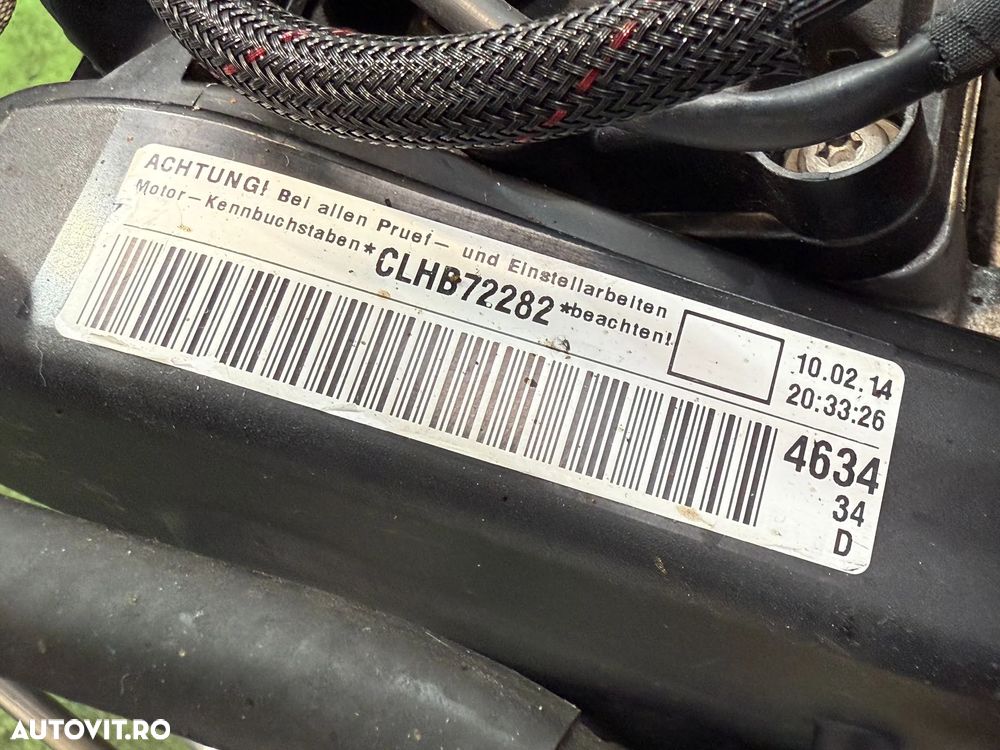 ACHTUNG! Bei allen Pruef- und Einstellarbeiten
Motor-Kennbuchstaben*CLHB72282*beachten!
10.02.14
20:33:26
4634
34
D
AUTOVIT.RO